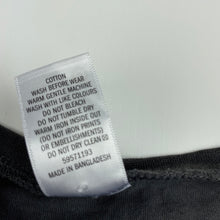 COTTON
WASH BEFORE WEAR
WARM GENTLE MACHINE
WASH WITH LIKE COLOURS
DO NOT BLEACH
DO NOT TUMBLE DRY
WARM IRON INSIDE OUT
(DO NOT IRON PRINTS
OR EMBELLISHMENTS)
DO NOT DRY CLEAN
59571193
MADE IN BANGLADESH